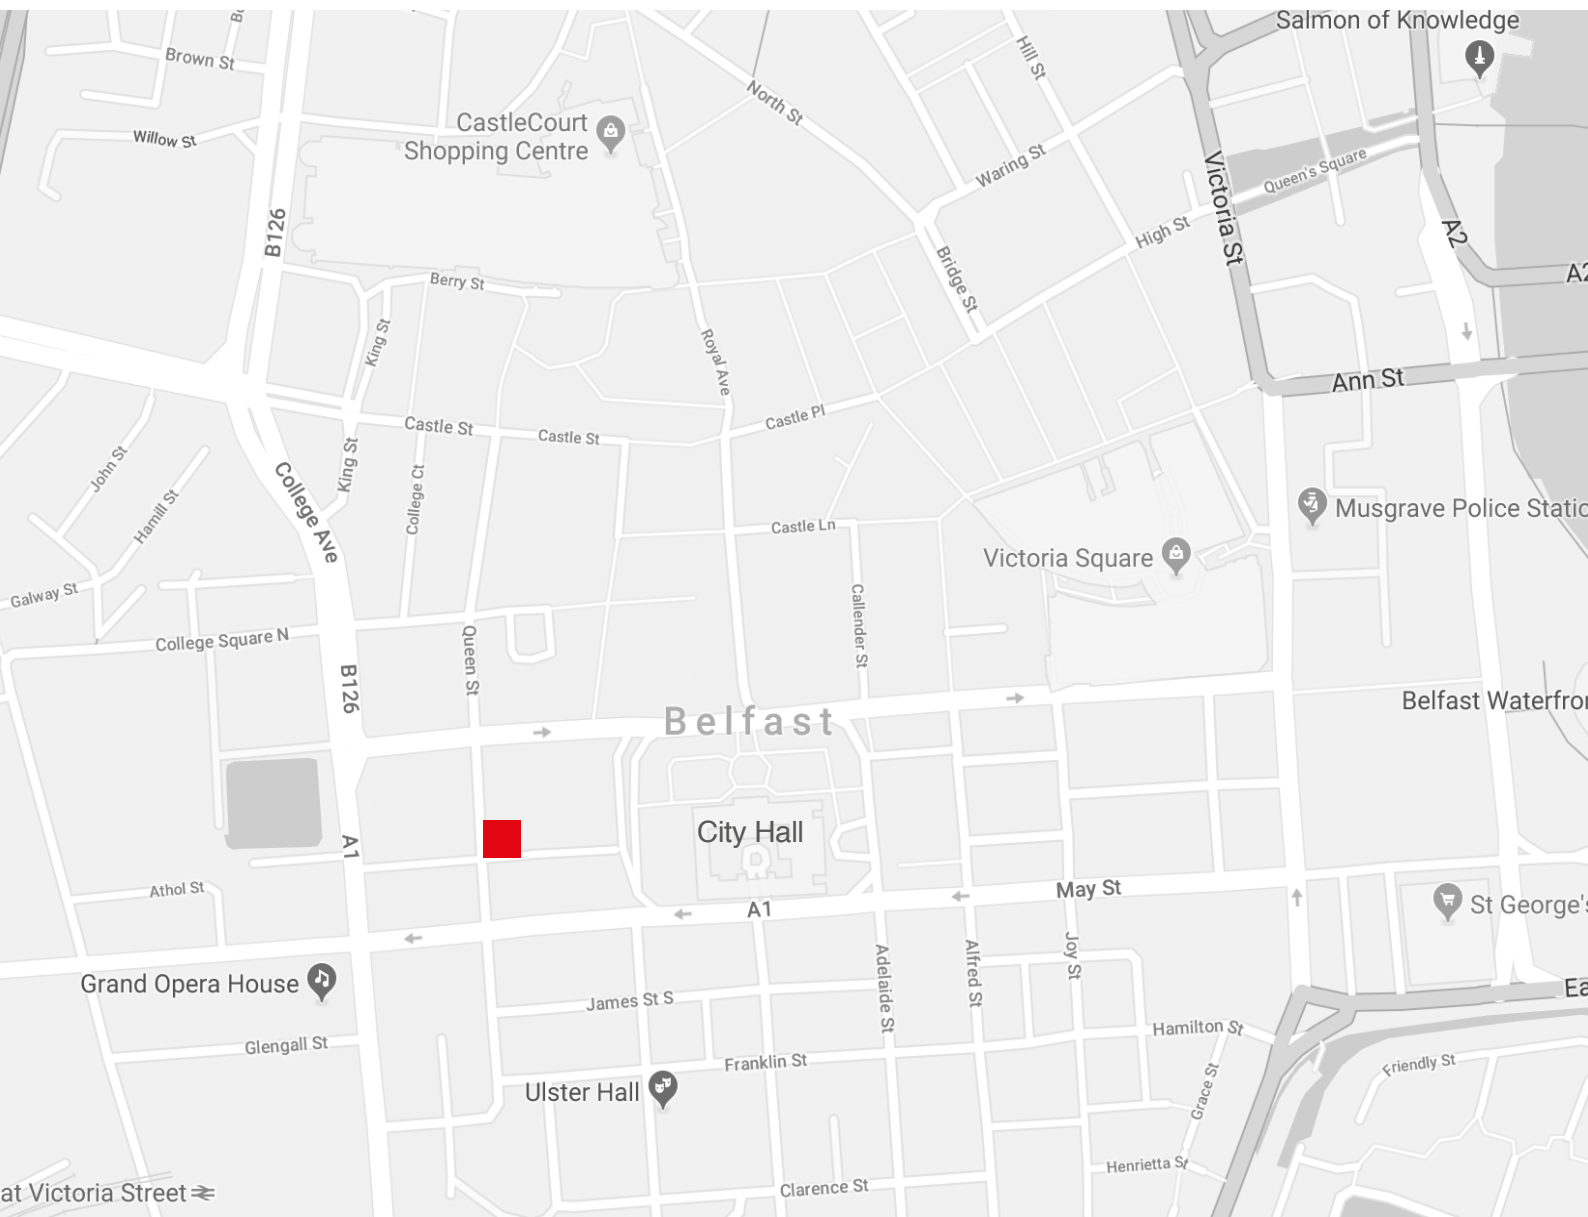 Salmon of Knowledge
Brown St
Hill St
North St
CastleCourt
Shopping Centre
Willow St
Waring St
Victoria St
Queen's Square
B126
High St
A2
A2
Berry St
Bridge St
King St
Royal Ave
Ann St
Castle St
Castle St
Castle Pl
John St
King St
College Ct
Hamill St
College Ave
Castle Ln
Musgrave Police Static
Victoria Square
Galway St
Callender St
College Square N
Queen St
B126
Belfast
Belfast Waterfror
City Hall
A1
Athol St
May St
A1
St George's
Grand Opera House
James St S
Adelaide St
Alfred St
Joy St
Ea
Glengall St
Hamilton St
Franklin St
Friendly St
Ulster Hall
Grace St
Henrietta St
at Victoria Street
Clarence St